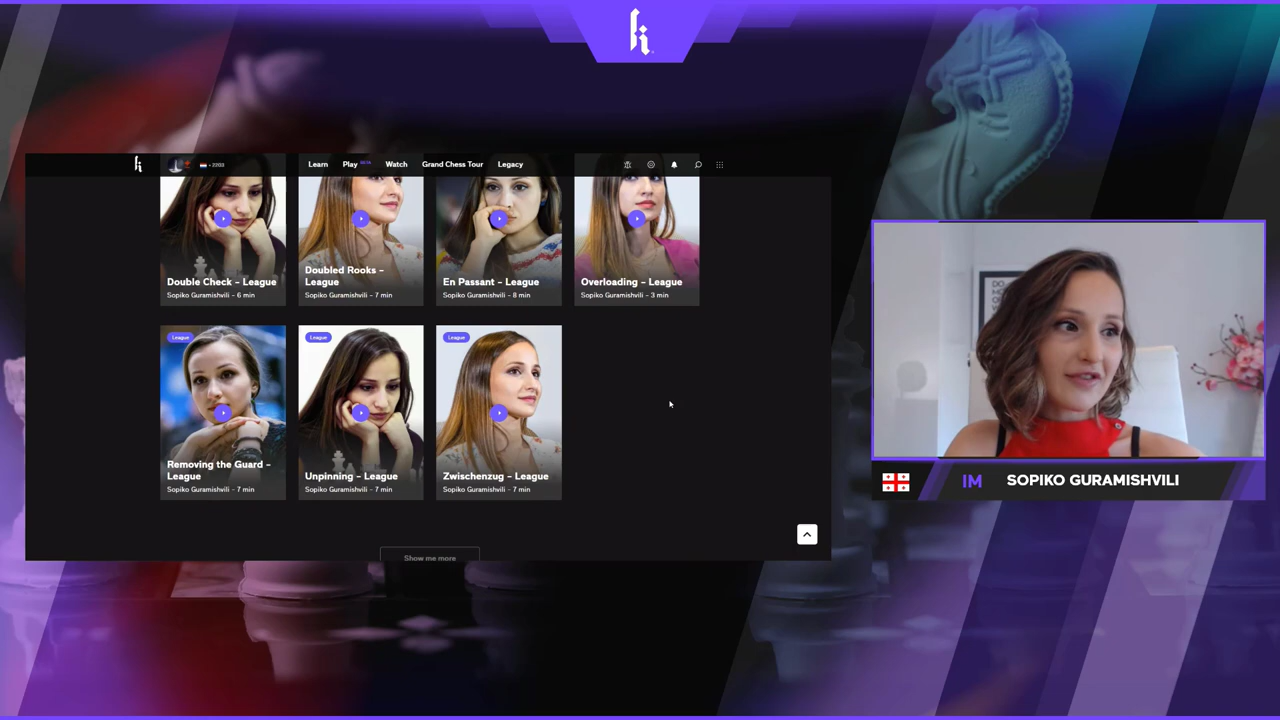 2200
Learn
Play BETA
Watch
Grand Chess Tour
Legacy
Double Check – League
Sopiko Guramishvili – 6 min
Doubled Rooks –
League
Sopiko Guramishvili – 7 min
En Passant – League
Sopiko Guramishvili – 8 min
Overloading – League
Sopiko Guramishvili – 3 min
League
Removing the Guard –
League
Sopiko Guramishvili – 7 min
League
Unpinning – League
Sopiko Guramishvili – 7 min
League
Zwischenzug – League
Sopiko Guramishvili – 7 min
Show me more
DO
IM
SOPIKO GURAMISHVILI